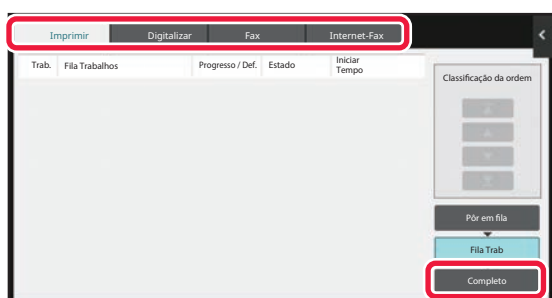 Imprimir Digitalizar Fax Internet-Fax
Trab. Fila Trabalhos Progresso / Def. Estado Iniciar
Tempo
Classificação da ordem
Pôr em fila
Fila Trab
Completo